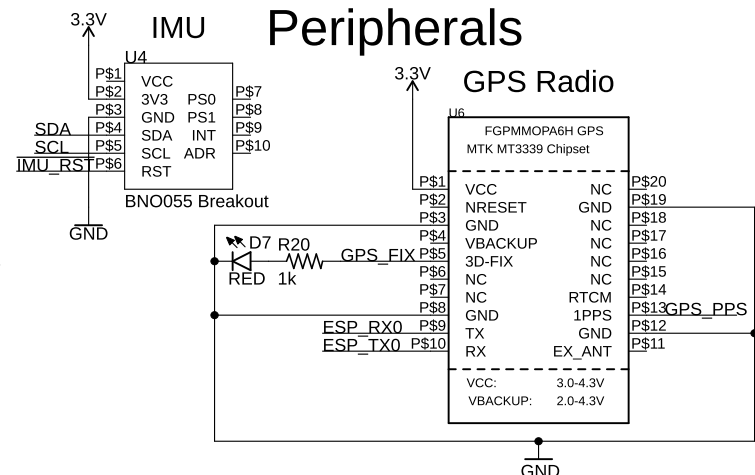 Peripherals
IMU
3.3V
U4
P$1 VCC
P$2 3V3 PS0 P$7
P$3 GND PS1 P$8
SDA P$4 SDA INT P$9
SCL P$5 SCL ADR P$10
IMU_RST P$6 RST
BNO055 Breakout
GND
GPS Radio
3.3V
U6
FGPMMOPA6H GPS
MTK MT3339 Chipset
P$1 VCC NC P$20
P$2 NRESET GND P$19
P$3 GND NC P$18
P$4 VBACKUP NC P$17
D7 R20 GPS_FIX P$5 3D-FIX NC P$16
RED 1k P$6 NC NC P$15
P$7 NC RTCM P$14
P$8 GND 1PPS P$13 GPS_PPS
ESP_RX0 P$9 TX GND P$12
ESP_TX0 P$10 RX EX_ANT P$11
VCC: 3.0-4.3V
VBACKUP: 2.0-4.3V
GND